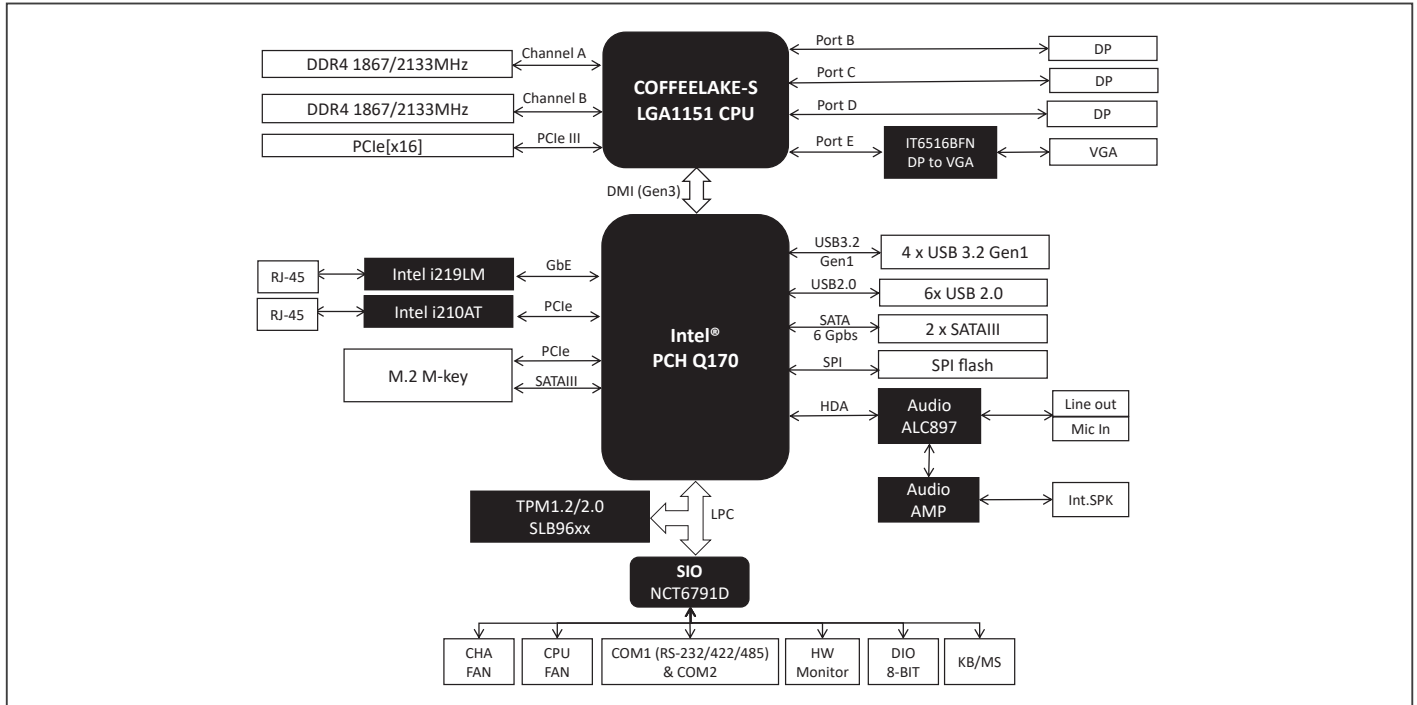 DDR4 1867/2133MHz
Channel A
DDR4 1867/2133MHz
Channel B
PCIe[x16]
PCIe III
COFFEELAKE-S
LGA1151 CPU
Port B
DP
Port C
DP
Port D
DP
Port E
IT6516BFN
DP to VGA
VGA
DMI (Gen3)
RJ-45
Intel i219LM
GbE
RJ-45
Intel i210AT
PCIe
M.2 M-key
PCIe
SATAIII
Intel®
PCH Q170
USB3.2
Gen1
4 x USB 3.2 Gen1
USB2.0
6x USB 2.0
SATA
6 Gpbs
2 x SATAIII
SPI
SPI flash
HDA
Audio
ALC897
Line out
Mic In
Audio
AMP
Int.SPK
TPM1.2/2.0
SLB96xx
LPC
SIO
NCT6791D
CHA
FAN
CPU
FAN
COM1 (RS-232/422/485)
& COM2
HW
Monitor
DIO
8-BIT
KB/MS